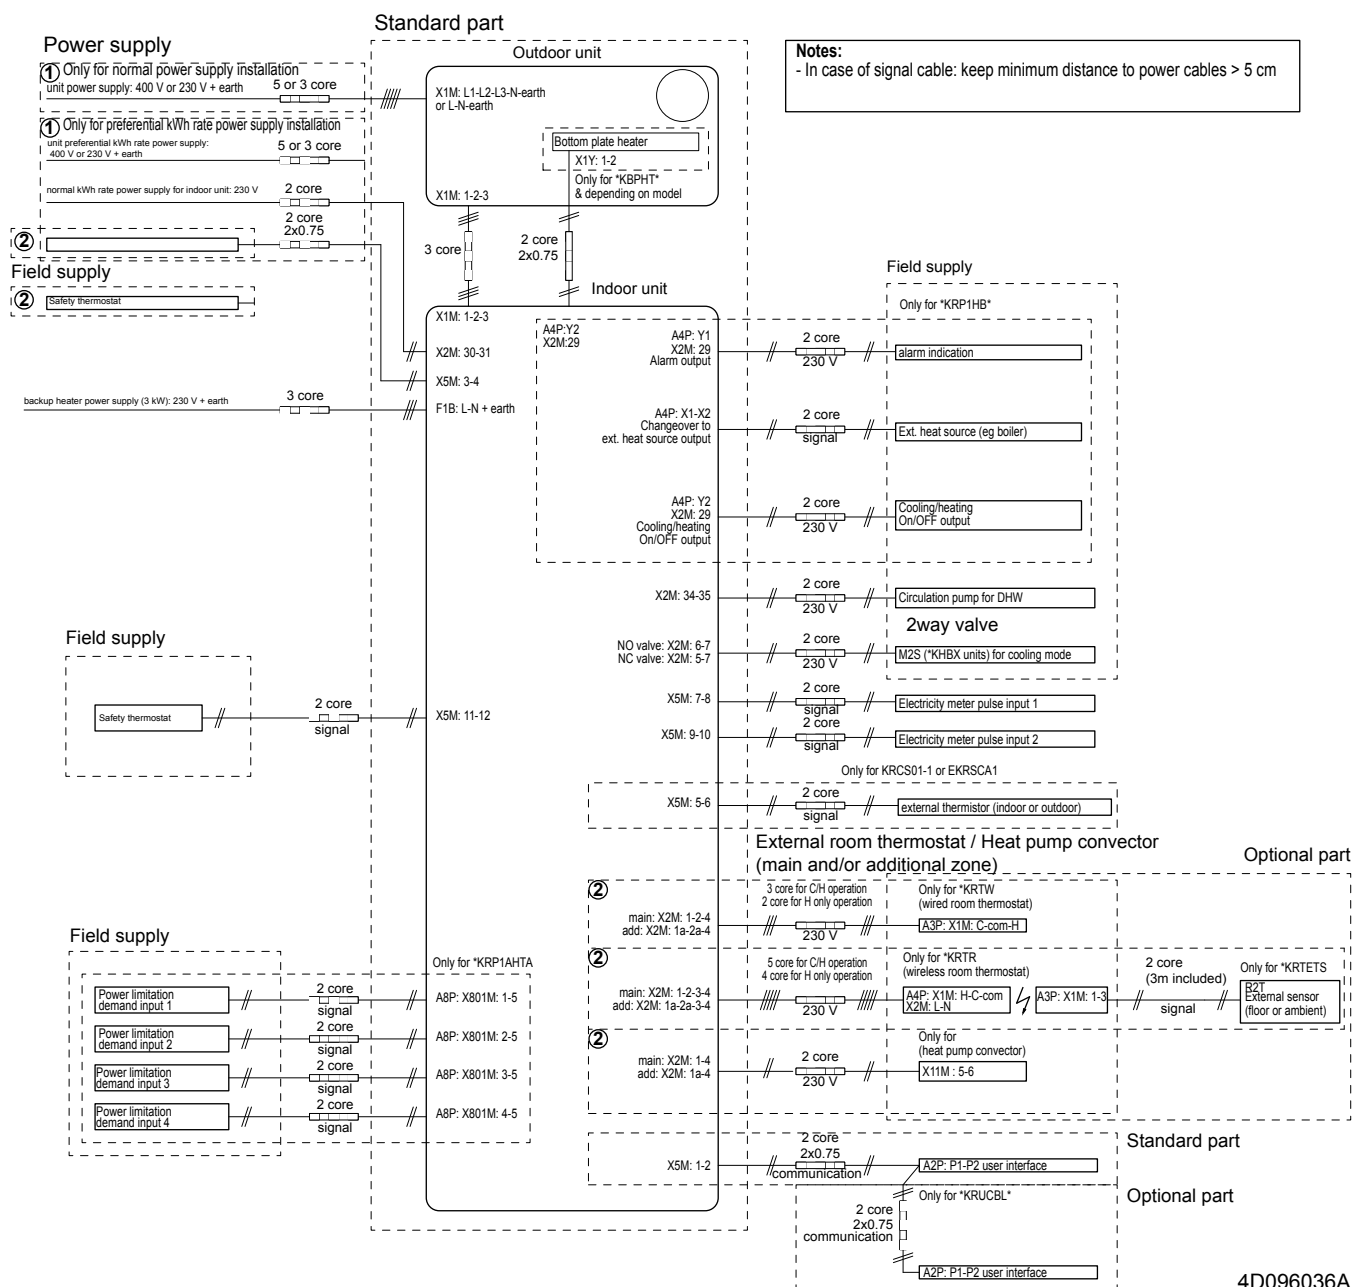 Standard part
Power supply
① Only for normal power supply installation
unit power supply: 400 V or 230 V + earth
5 or 3 core
① Only for preferential kWh rate power supply installation
unit preferential kWh rate power supply:
400 V or 230 V + earth
5 or 3 core
normal kWh rate power supply for indoor unit: 230 V
2 core
2 core
2x0.75
②
Field supply
② Safety thermostat
Outdoor unit
X1M: L1-L2-L3-N-earth
or L-N-earth
Bottom plate heater
X1Y: 1-2
Only for *KBPHT*
& depending on model
X1M: 1-2-3
3 core
2 core
2x0.75
Notes:
- In case of signal cable: keep minimum distance to power cables > 5 cm
Indoor unit
X1M: 1-2-3
X2M: 30-31
X5M: 3-4
backup heater power supply (3 kW): 230 V + earth
3 core
F1B: L-N + earth
Field supply
Only for *KRP1HB*
A4P:Y2
X2M:29
A4P: Y1
X2M: 29
Alarm output
2 core
230 V
alarm indication
A4P: X1-X2
Changeover to
ext. heat source output
2 core
signal
Ext. heat source (eg boiler)
A4P: Y2
X2M: 29
Cooling/heating
On/OFF output
2 core
230 V
Cooling/heating
On/OFF output
X2M: 34-35
2 core
230 V
Circulation pump for DHW
2way valve
NO valve: X2M: 6-7
NC valve: X2M: 5-7
2 core
230 V
M2S (*KHBX units) for cooling mode
X5M: 7-8
2 core
signal
Electricity meter pulse input 1
X5M: 9-10
2 core
signal
Electricity meter pulse input 2
Field supply
Safety thermostat
2 core
signal
X5M: 11-12
Only for KRCS01-1 or EKRSCA1
X5M: 5-6
2 core
signal
external thermistor (indoor or outdoor)
External room thermostat / Heat pump convector
(main and/or additional zone)
Optional part
②
3 core for C/H operation
2 core for H only operation
Only for *KRTW
(wired room thermostat)
main: X2M: 1-2-4
add: X2M: 1a-2a-4
230 V
A3P: X1M: C-com-H
②
5 core for C/H operation
4 core for H only operation
Only for *KRTR
(wireless room thermostat)
main: X2M: 1-2-3-4
add: X2M: 1a-2a-3-4
230 V
A4P: X1M: H-C-com
X2M: L-N
A3P: X1M: 1-3
2 core
(3m included)
signal
Only for *KRTETS
R2T
External sensor
(floor or ambient)
②
Only for
(heat pump convector)
main: X2M: 1-4
add: X2M: 1a-4
2 core
230 V
X11M : 5-6
Field supply
Only for *KRP1AHTA
Power limitation
demand input 1
2 core
signal
A8P: X801M: 1-5
Power limitation
demand input 2
2 core
signal
A8P: X801M: 2-5
Power limitation
demand input 3
2 core
signal
A8P: X801M: 3-5
Power limitation
demand input 4
2 core
signal
A8P: X801M: 4-5
Standard part
X5M: 1-2
2 core
2x0.75
communication
A2P: P1-P2 user interface
Optional part
Only for *KRUCBL*
2 core
2x0.75
communication
A2P: P1-P2 user interface
4D096036A